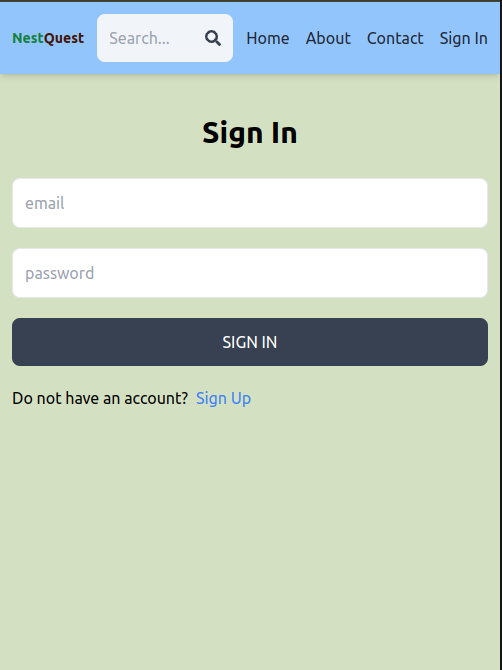 NestQuest Search... Home About Contact Sign In
Sign In
email
password
SIGN IN
Do not have an account? Sign Up